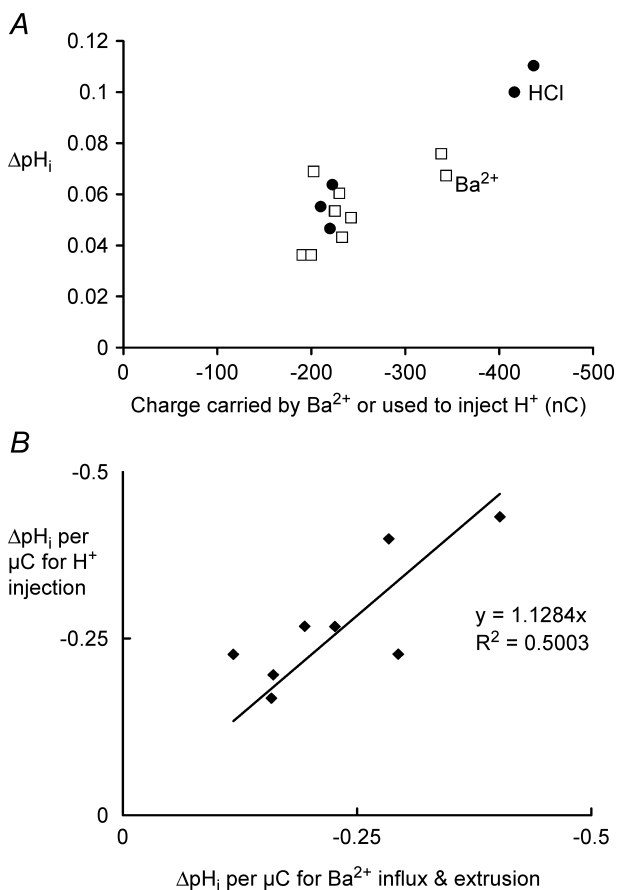 A
0.12
0.1
0.08
0.06
0.04
0.02
0
ΔpHᵢ
HCl
Ba²⁺
0 -100 -200 -300 -400 -500
Charge carried by Ba²⁺ or used to inject H⁺ (nC)
B
-0.5
ΔpHᵢ per
µC for H⁺
injection
-0.25
0
y = 1.1284x
R² = 0.5003
0 -0.25 -0.5
ΔpHᵢ per µC for Ba²⁺ influx & extrusion